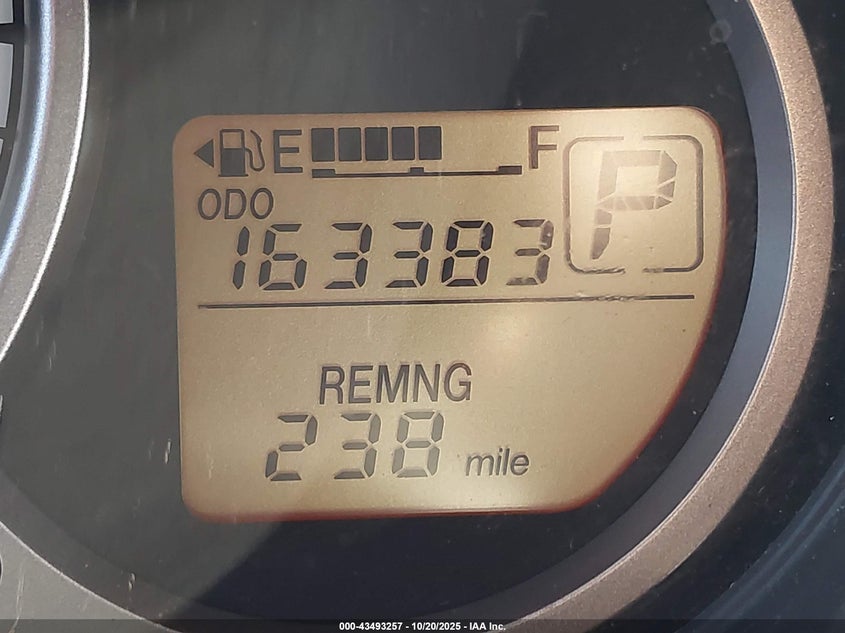 E F
P
ODO
163383
REMNG
238 mile
000-43493257 - 10/20/2025 - IAA Inc.